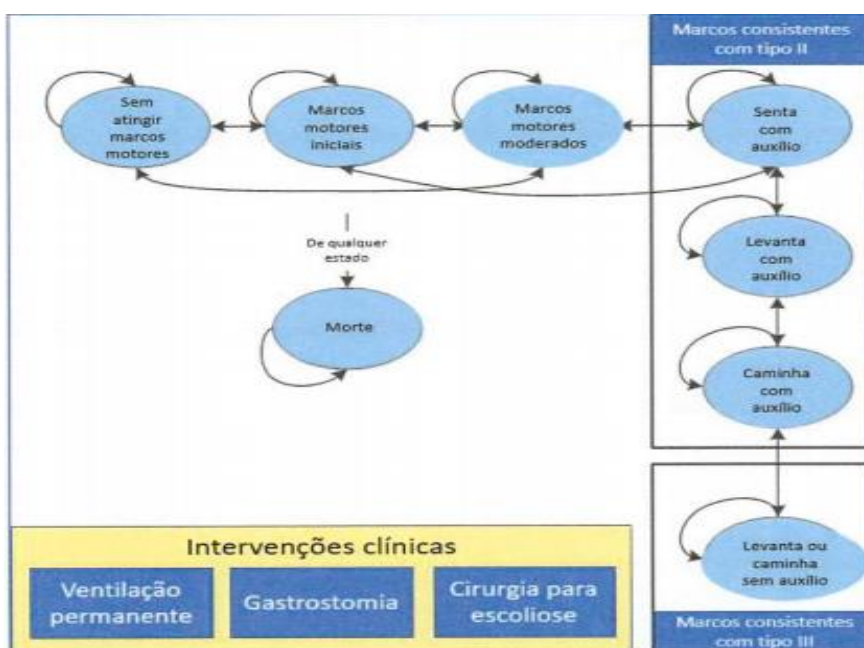 Marcos consistentes
com tipo II
Sem
atingir
marcos
motores
Marcos
motores
iniciais
Marcos
motores
moderados
Senta
com
auxílio
De qualquer
estado
Levanta
com
auxílio
Morte
Caminha
com
auxílio
Levanta ou
caminha
sem auxílio
Marcos consistentes
com tipo III
Intervenções clínicas
Ventilação
permanente
Gastrostomia
Cirurgia para
escoliose